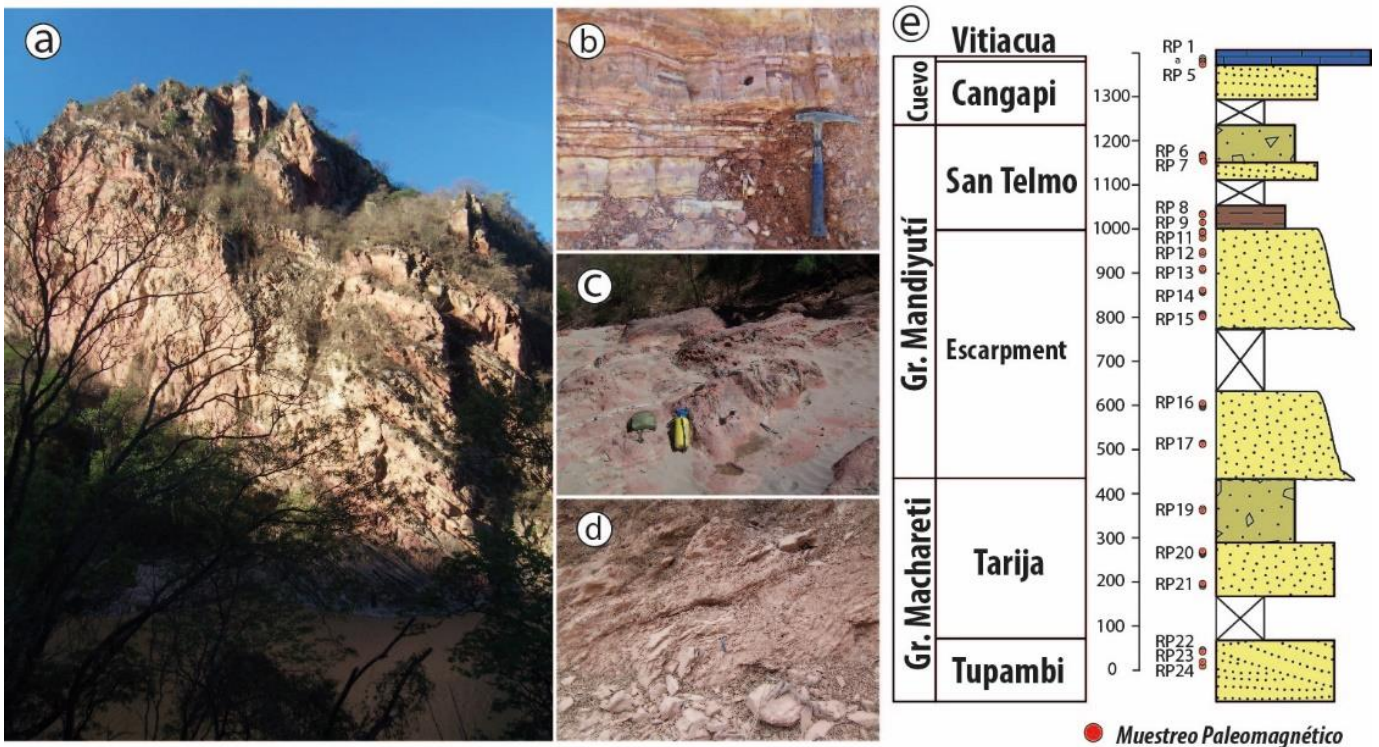 a
b
c
d
e
Vitiacua
Cuevo
Cangapi
Gr. Mandiyutí
San Telmo
Escarpment
Gr. Machareti
Tarija
Tupambi
1300
1200
1100
1000
900
800
700
600
500
400
300
200
100
0
RP 1
a
RP 5
RP 6
RP 7
RP 8
RP 9
RP11
RP12
RP13
RP14
RP15
RP16
RP17
RP19
RP20
RP21
RP22
RP23
RP24
Muestreo Paleomagnético